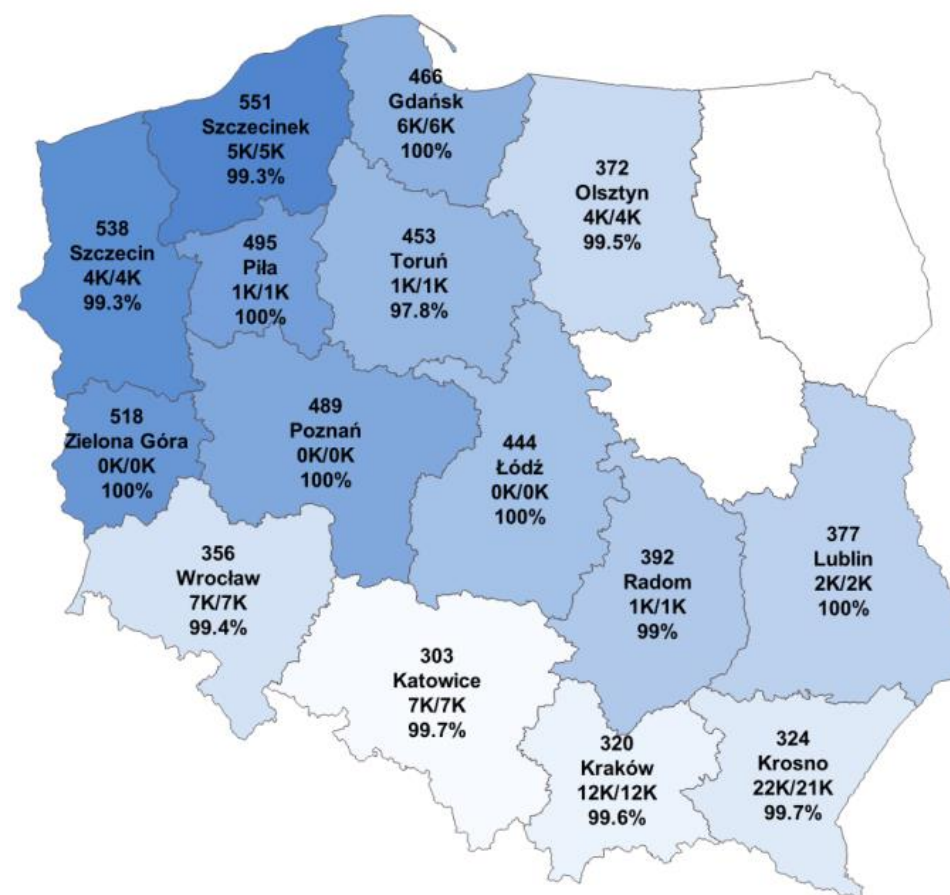 466
Gdańsk
6K/6K
100%
551
Szczecinek
5K/5K
99.3%
372
Olsztyn
4K/4K
99.5%
538
Szczecin
4K/4K
99.3%
495
Piła
1K/1K
100%
453
Toruń
1K/1K
97.8%
518
Zielona Góra
0K/0K
100%
489
Poznań
0K/0K
100%
444
Łódź
0K/0K
100%
377
Lublin
2K/2K
100%
356
Wrocław
7K/7K
99.4%
392
Radom
1K/1K
99%
303
Katowice
7K/7K
99.7%
320
Kraków
12K/12K
99.6%
324
Krosno
22K/21K
99.7%